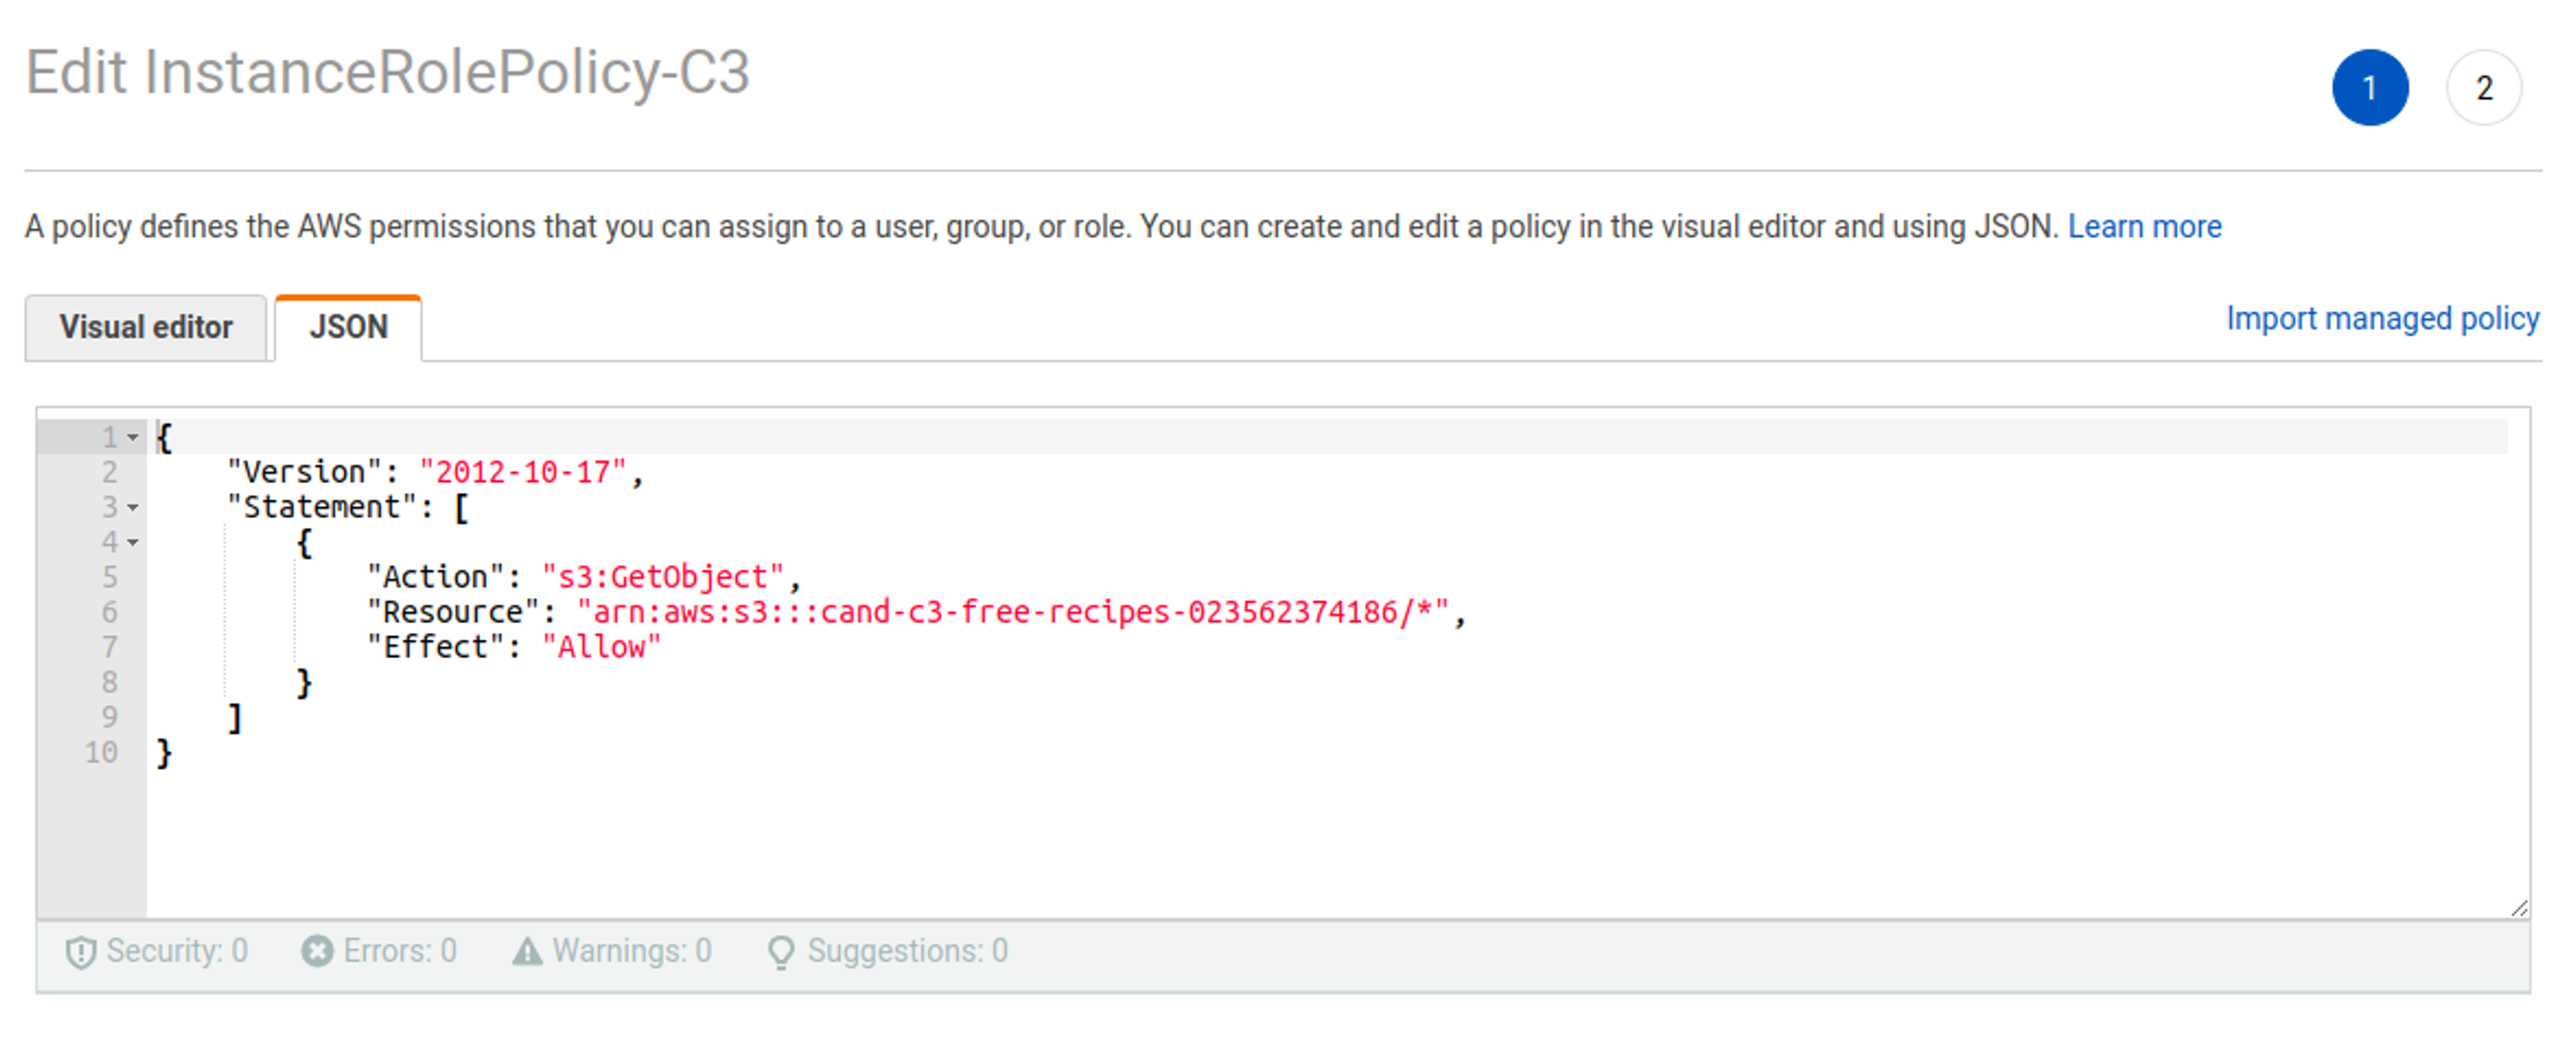 Edit InstanceRolePolicy-C3
1
2
A policy defines the AWS permissions that you can assign to a user, group, or role. You can create and edit a policy in the visual editor and using JSON. Learn more
Visual editor
JSON
Import managed policy
1 {
2 "Version": "2012-10-17",
3 "Statement": [
4 {
5 "Action": "s3:GetObject",
6 "Resource": "arn:aws:s3:::cand-c3-free-recipes-023562374186/*",
7 "Effect": "Allow"
8 }
9 ]
10 }
Security: 0 Errors: 0 Warnings: 0 Suggestions: 0